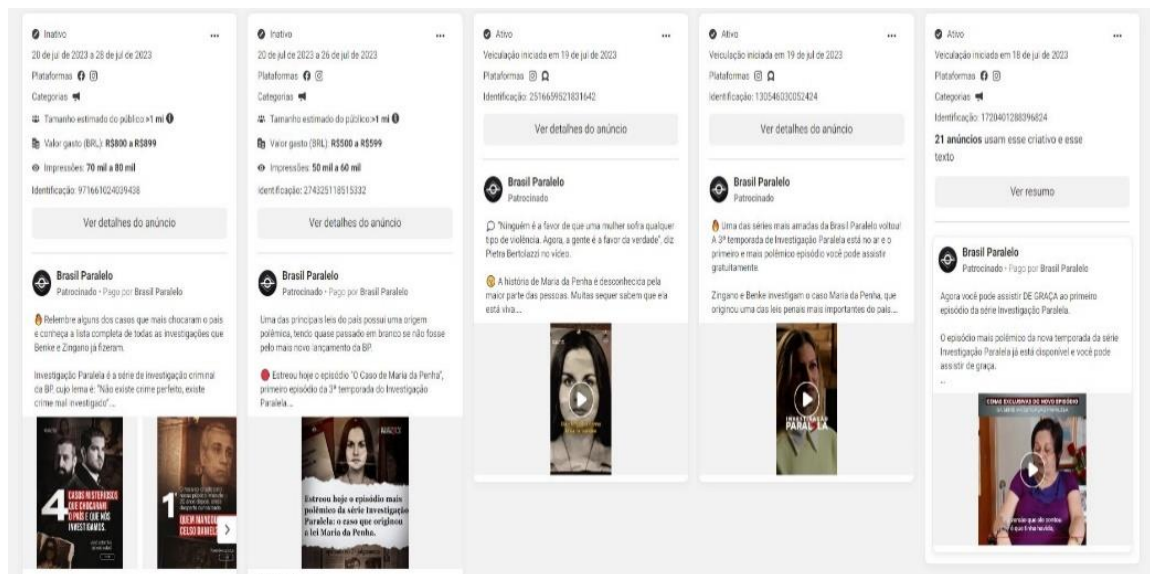 Inativo
20 de jul de 2023 a 28 de jul de 2023
Plataformas
Categorias
Tamanho estimado do público: >1 mi
Valor gasto (BRL): R$800 a R$899
Impressões: 70 mil a 80 mil
Identificação: 971661024039438
Ver detalhes do anúncio
Brasil Paralelo
Patrocinado • Pago por Brasil Paralelo
Relembre alguns dos casos que mais chocaram o país
e conheça a lista completa de todas as investigações que
Benke e Zingano já fizeram.
Investigação Paralela é a série de investigação criminal
da BP, cujo lema é: "Não existe crime perfeito, existe
crime mal investigado"...
4 CASOS MISTERIOSOS
QUE CHOCARAM
O PAÍS E QUE NÓS
INVESTIGAMOS.
1
QUEM MANDOU
CELSO DANIEL
Inativo
20 de jul de 2023 a 26 de jul de 2023
Plataformas
Categorias
Tamanho estimado do público: >1 mi
Valor gasto (BRL): R$500 a R$599
Impressões: 50 mil a 60 mil
Identificação: 274325118515332
Ver detalhes do anúncio
Brasil Paralelo
Patrocinado • Pago por Brasil Paralelo
Uma das principais leis do país possui uma origem
polêmica, tendo quase passado em branco se não fosse
pelo mais novo lançamento da BP.
Estreou hoje o episódio "O Caso de Maria da Penha",
primeiro episódio da 3ª temporada do Investigação
Paralela...
Estreou hoje o episódio mais
polêmico da série Investigação
Paralela: o caso que originou
a lei Maria da Penha.
Ativo
Veiculação iniciada em 19 de jul de 2023
Plataformas
Identificação: 2516659521831642
Ver detalhes do anúncio
Brasil Paralelo
Patrocinado
"Ninguém é a favor de que uma mulher sofra qualquer
tipo de violência. Agora, a gente é a favor da verdade", diz
Pietra Bertolazzi no vídeo.
A história de Maria da Penha é desconhecida pela
maior parte das pessoas. Muitas sequer sabem que ela
está viva....
Ativo
Veiculação iniciada em 19 de jul de 2023
Plataformas
Identificação: 130546030052424
Ver detalhes do anúncio
Brasil Paralelo
Patrocinado
Uma das séries mais amadas da Brasil Paralelo voltou!
A 3ª temporada de Investigação Paralela está no ar e o
primeiro e mais polêmico episódio você pode assistir
gratuitamente.
Zingano e Benke investigam o caso Maria da Penha, que
originou uma das leis penais mais importantes do país....
INVESTIGAÇÃO
PARALELA
Ativo
Veiculação iniciada em 18 de jul de 2023
Plataformas
Categorias
Identificação: 1720401288396824
21 anúncios usam esse criativo e esse
texto
Ver resumo
Brasil Paralelo
Patrocinado • Pago por Brasil Paralelo
Agora você pode assistir DE GRAÇA ao primeiro
episódio da série Investigação Paralela.
O episódio mais polêmico da nova temporada da série
Investigação Paralela já está disponível e você pode
assistir de graça.
...
CENAS EXCLUSIVAS DO NOVO EPISÓDIO
DA SÉRIE INVESTIGAÇÃO PARALELA
que tinha havido,